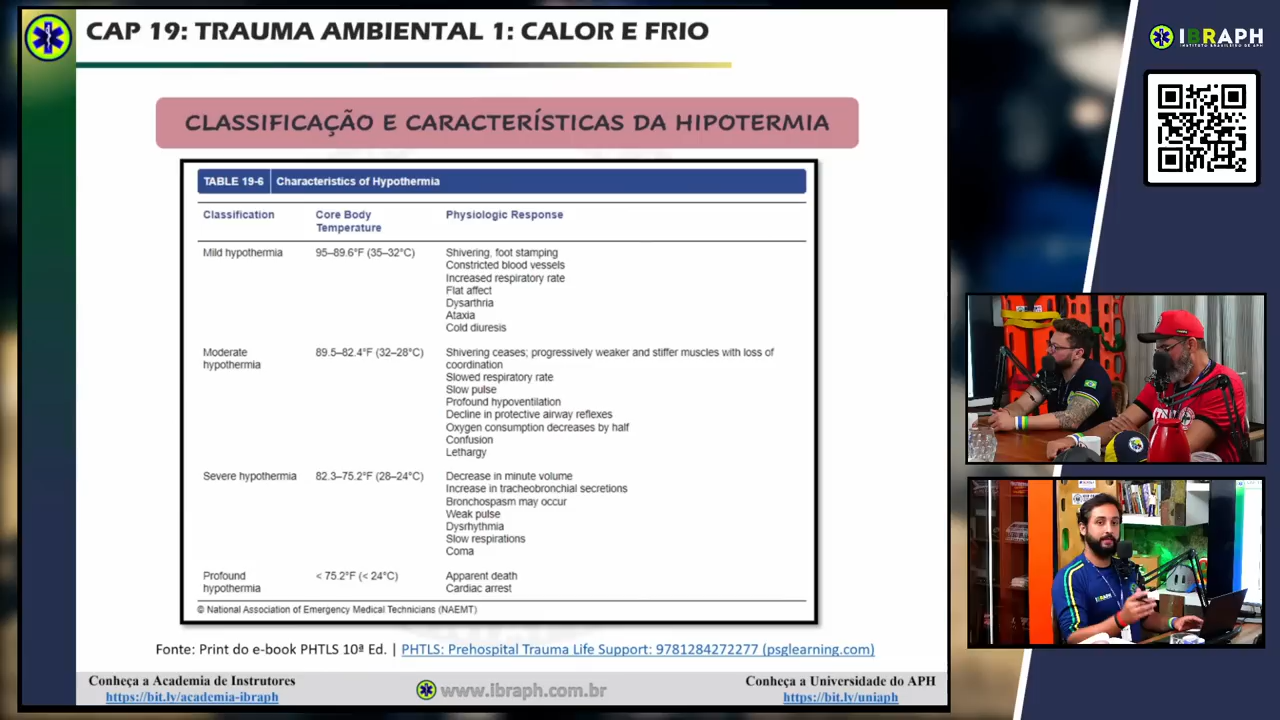 CAP 19: TRAUMA AMBIENTAL 1: CALOR E FRIO
IBRAPH
INSTITUTO BRASILEIRO DE APH
CLASSIFICAÇÃO E CARACTERÍSTICAS DA HIPOTERMIA
TABLE 19-6 Characteristics of Hypothermia
Classification Core Body Temperature Physiologic Response
Mild hypothermia 95–89.6°F (35–32°C) Shivering, foot stamping
Constricted blood vessels
Increased respiratory rate
Flat affect
Dysarthria
Ataxia
Cold diuresis
Moderate hypothermia 89.5–82.4°F (32–28°C) Shivering ceases; progressively weaker and stiffer muscles with loss of
coordination
Slowed respiratory rate
Slow pulse
Profound hypoventilation
Decline in protective airway reflexes
Oxygen consumption decreases by half
Confusion
Lethargy
Severe hypothermia 82.3–75.2°F (28–24°C) Decrease in minute volume
Increase in tracheobronchial secretions
Bronchospasm may occur
Weak pulse
Dysrhythmia
Slow respirations
Coma
Profound hypothermia < 75.2°F (< 24°C) Apparent death
Cardiac arrest
© National Association of Emergency Medical Technicians (NAEMT)
Fonte: Print do e-book PHTLS 10ª Ed. | PHTLS: Prehospital Trauma Life Support: 9781284272277 (psglearning.com)
Conheça a Academia de Instrutores
https://bit.ly/academia-ibraph
www.ibraph.com.br
Conheça a Universidade do APH
https://bit.ly/uniaph